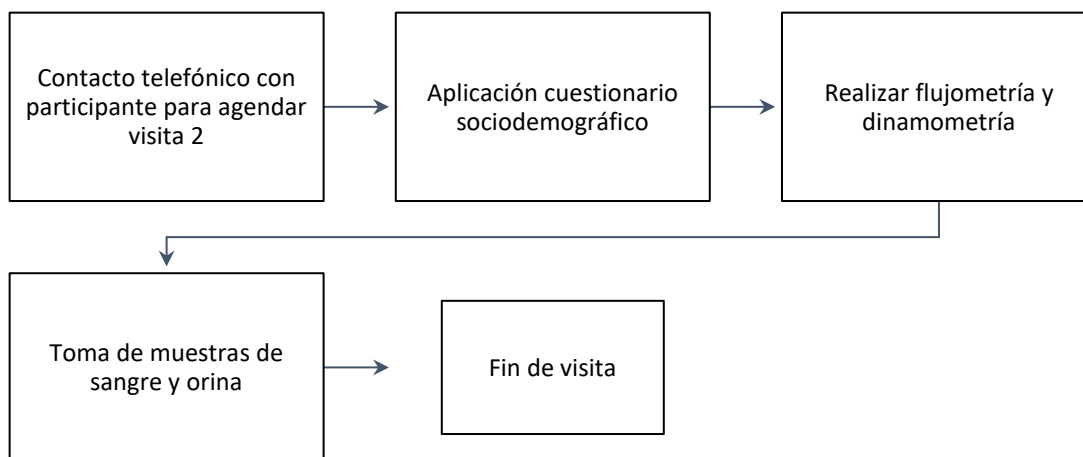 Contacto telefónico con
participante para agendar
visita 2
Aplicación cuestionario
sociodemográfico
Realizar flujometría y
dinamometría
Toma de muestras de
sangre y orina
Fin de visita